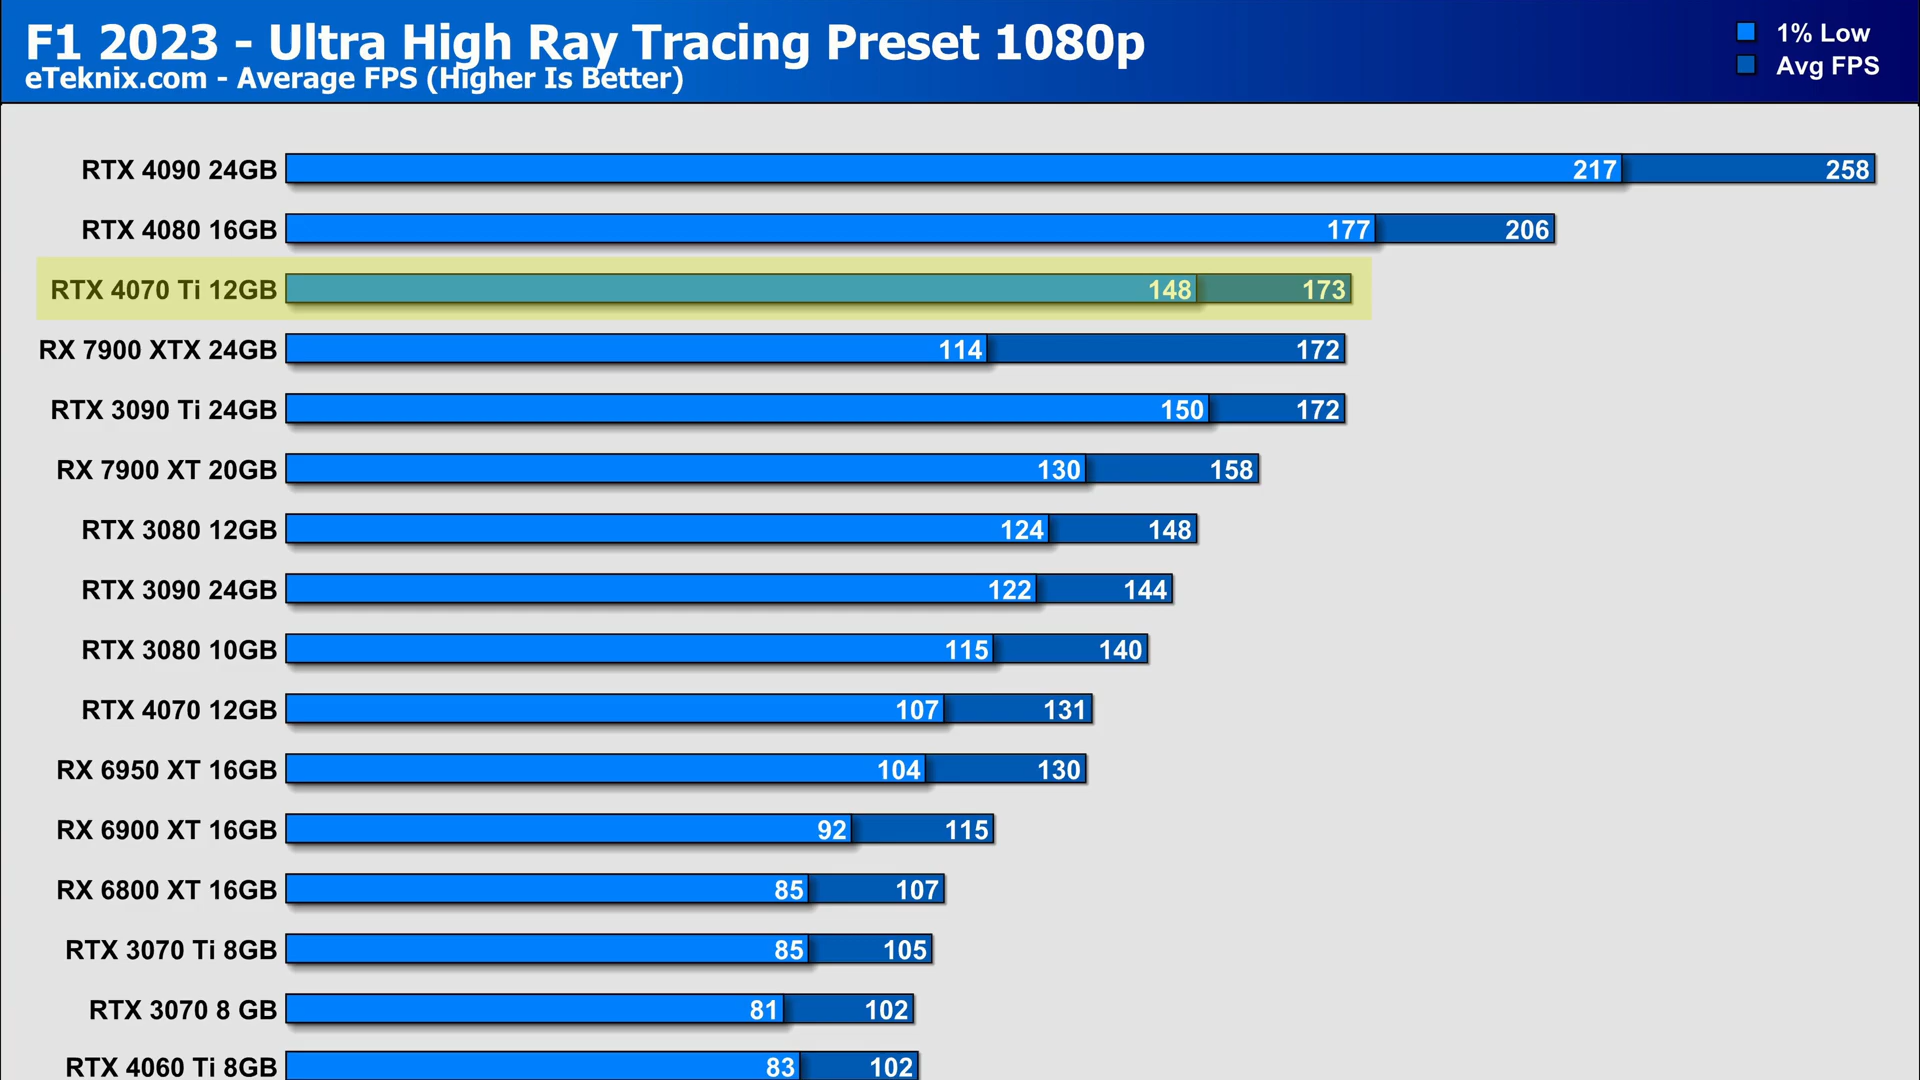 F1 2023 - Ultra High Ray Tracing Preset 1080p
eTeknix.com - Average FPS (Higher Is Better)
1% Low
Avg FPS
RTX 4090 24GB 217 258
RTX 4080 16GB 177 206
RTX 4070 Ti 12GB 148 173
RX 7900 XTX 24GB 114 172
RTX 3090 Ti 24GB 150 172
RX 7900 XT 20GB 130 158
RTX 3080 12GB 124 148
RTX 3090 24GB 122 144
RTX 3080 10GB 115 140
RTX 4070 12GB 107 131
RX 6950 XT 16GB 104 130
RX 6900 XT 16GB 92 115
RX 6800 XT 16GB 85 107
RTX 3070 Ti 8GB 85 105
RTX 3070 8 GB 81 102
RTX 4060 Ti 8GB 83 102